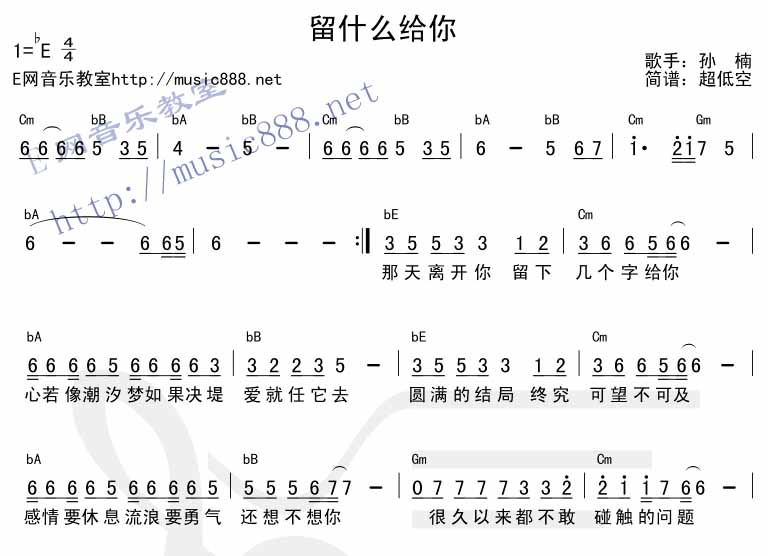 留什么给你
1=♭E 4/4
歌手：孙 楠
E网音乐教室http://music888.net
简谱：超低空
E网音乐教室
http://music888.net
Cm bB bA bB Cm bB bA bB Cm Gm
6 6 6 6 5 3 5 | 4 － 5 － | 6 6 6 6 5 3 5 | 6 － 5 6 7 | i· 2 i 7 5 |
bA bE Cm
6 － － 6 6 5 | 6 － － － :‖ 3 5 5 3 3 1 2 | 3 6 6 5 6 6 － |
那天离开你 留下 几个字给你
bA bB bE Cm
6 6 6 6 5 6 6 6 6 3 | 3 2 2 3 5 － | 3 5 5 3 3 1 2 | 3 6 6 5 6 6 － |
心若像潮汐梦如果决堤 爱就任它去 圆满的结局 终究 可望不可及
bA bB Gm Cm
6 6 6 6 5 6 6 6 6 3 | 5 5 5 6 7 7 － | 0 7 7 7 7 3 3 2 | 2 i i 7 6 6 － |
感情要休息流浪要勇气 还想不想你 很久以来都不敢 碰触的问题